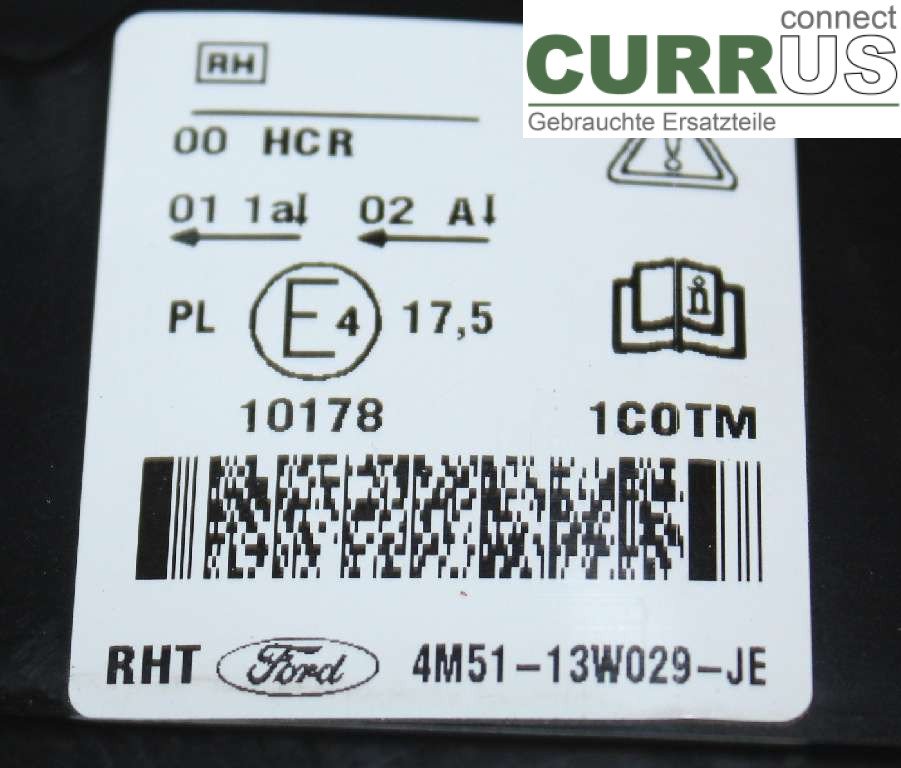 connect
CURRUS
Gebrauchte Ersatzteile
RH
00 HCR
01 1a 02 A
PL E4 17,5
10178 1C0TM
RHT Ford 4M51-13W029-JE